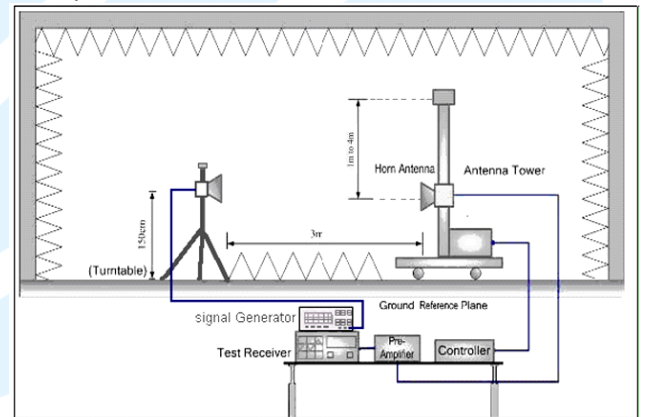 1m to 4m
Horn Antenna
Antenna Tower
150cm
3m
(Turntable)
Ground Reference Plane
signal Generator
Test Receiver
Pre-
Amplifier
Controller